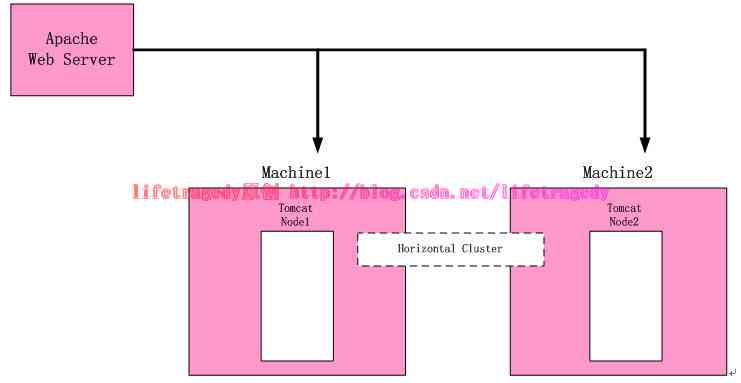 Apache
Web Server
Machine1
Machine2
lifetragedy原创 http://blog.csdn.net/lifetragedy
Tomcat
Node1
Tomcat
Node2
Horizontal Cluster